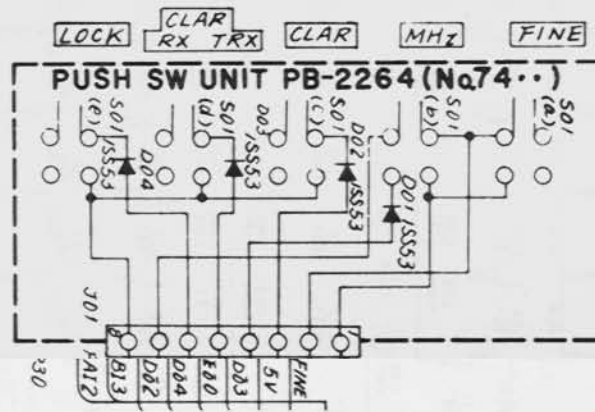 LOCK
CLAR
RX TRX
CLAR
MHz
FINE
PUSH SW UNIT PB-2264 (No.74··)
S01
(e)
S01
(d)
D03
S01
(c)
S01
(b)
S01
(a)
1SS53
D04
1SS53
D02
1SS53
D01
1SS53
J01
8
FINE
5V
D03
E80
D04
D02
B13
FA12